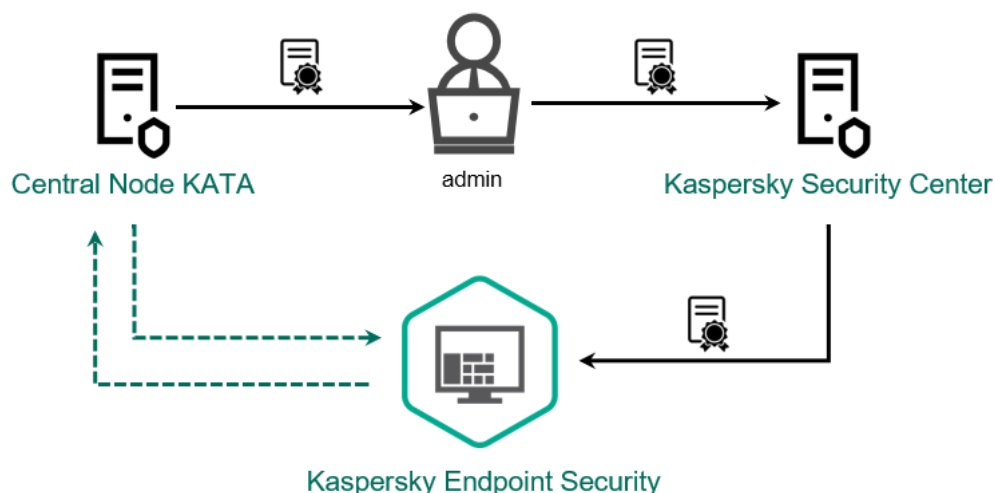 Central Node KATA
admin
Kaspersky Security Center
Kaspersky Endpoint Security